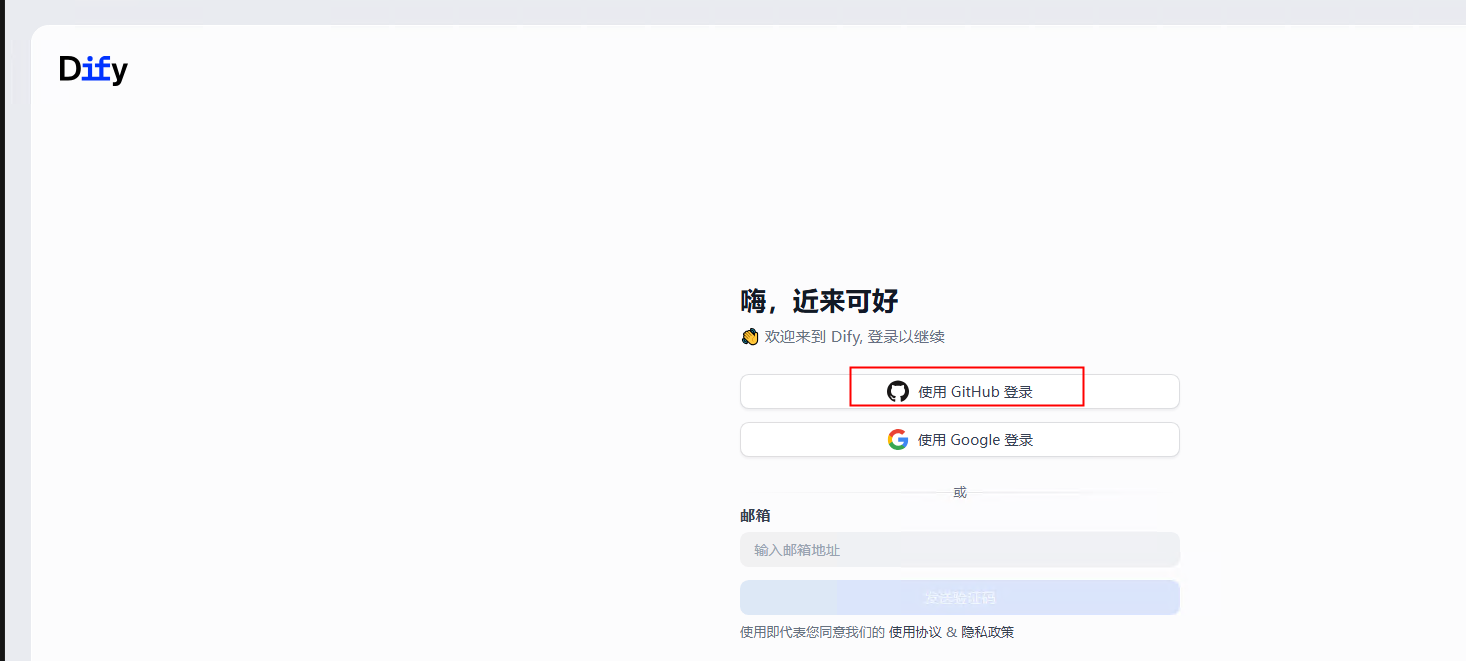 Dify
嗨，近来可好
👋 欢迎来到 Dify, 登录以继续
使用 GitHub 登录
使用 Google 登录
或
邮箱
输入邮箱地址
发送验证码
使用即代表您同意我们的 使用协议 & 隐私政策